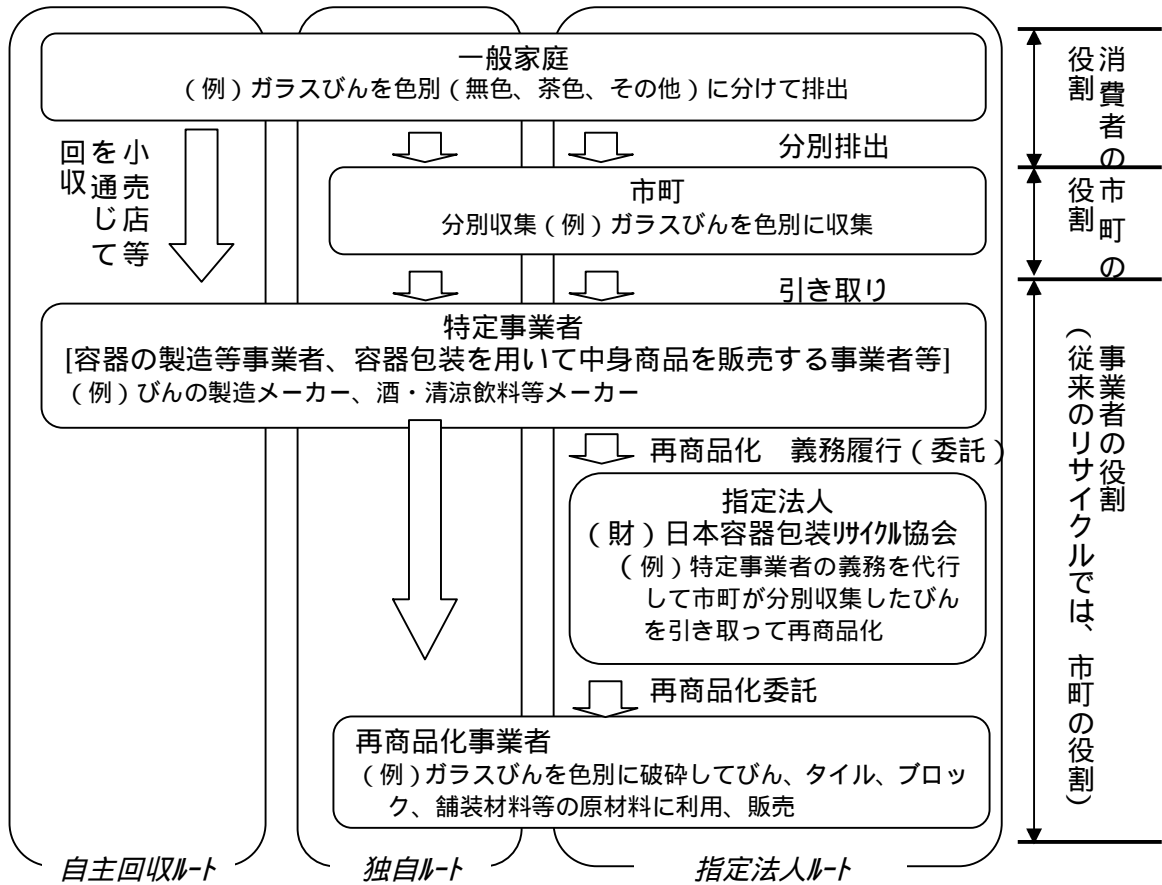 一般家庭
（例）ガラスびんを色別（無色、茶色、その他）に分けて排出
小売店等
を通じて
回収
分別排出
市町
分別収集（例）ガラスびんを色別に収集
引き取り
特定事業者
[容器の製造等事業者、容器包装を用いて中身商品を販売する事業者等]
（例）びんの製造メーカー、酒・清涼飲料等メーカー
再商品化　義務履行（委託）
指定法人
（財）日本容器包装ﾘｻｲｸﾙ協会
（例）特定事業者の義務を代行
して市町が分別収集したびん
を引き取って再商品化
再商品化委託
再商品化事業者
（例）ガラスびんを色別に破砕してびん、タイル、ブロッ
ク、舗装材料等の原材料に利用、販売
自主回収ﾙｰﾄ
独自ﾙｰﾄ
指定法人ﾙｰﾄ
消費者の
役割
市町の
役割
事業者の役割
（従来のリサイクルでは、市町の役割）